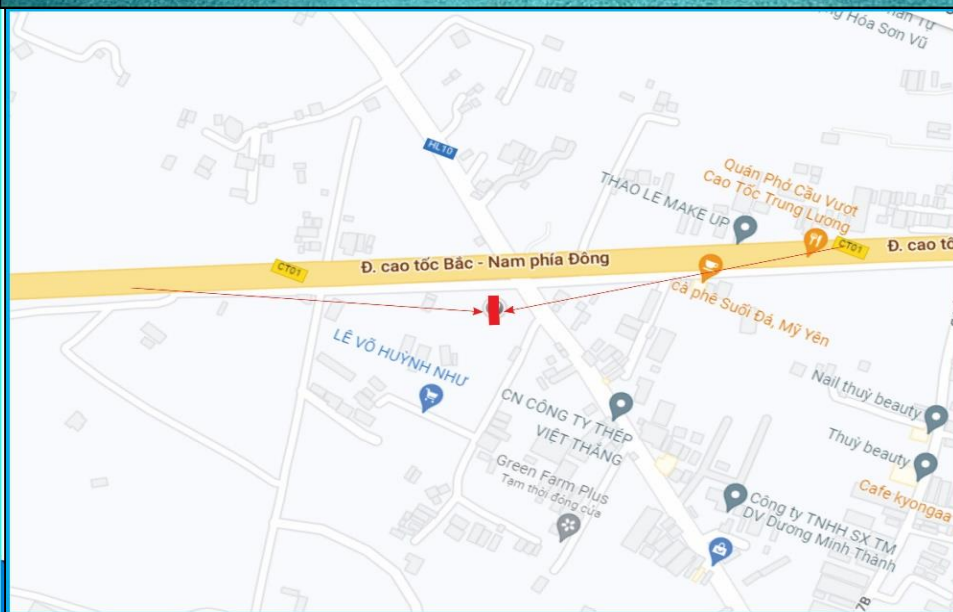 Hóa Sơn Vũ
HL10
Quán Phở Cầu Vượt
Cao Tốc Trung Lương
THAO LE MAKE UP
CT01
Đ. cao tốc Bắc - Nam phía Đông
CT01
Đ. cao tố
cà phê Suối Đá, Mỹ Yên
LÊ VÕ HUỲNH NHƯ
CN CÔNG TY THÉP
VIỆT THẮNG
Nail thuỷ beauty
Thuỷ beauty
Green Farm Plus
Tạm thời đóng cửa
Cafe kyongaa
Công ty TNHH SX TM
DV Dương Minh Thành
7B